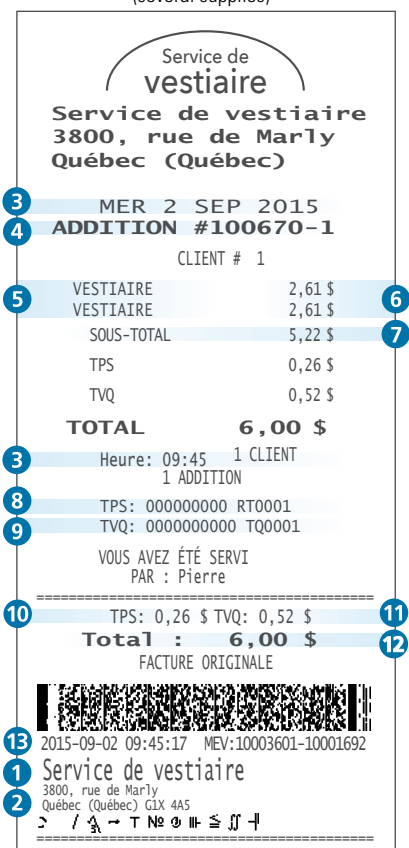 (several supplies)
Service de
vestiaire
Service de vestiaire
3800, rue de Marly
Québec (Québec)
3 MER 2 SEP 2015
4 ADDITION #100670-1
CLIENT # 1
5 VESTIAIRE 2,61 $ 6
VESTIAIRE 2,61 $
SOUS-TOTAL 5,22 $ 7
TPS 0,26 $
TVQ 0,52 $
TOTAL 6,00 $
3 Heure: 09:45 1 CLIENT
1 ADDITION
8 TPS: 000000000 RT0001
9 TVQ: 0000000000 TQ0001
VOUS AVEZ ÉTÉ SERVI
PAR : Pierre
==========================================
10 TPS: 0,26 $ TVQ: 0,52 $ 11
Total : 6,00 $ 12
FACTURE ORIGINALE
13 2015-09-02 09:45:17 MEV:10003601-10001692
1 Service de vestiaire
3800, rue de Marly
2 Québec (Québec) G1X 4A5
==========================================